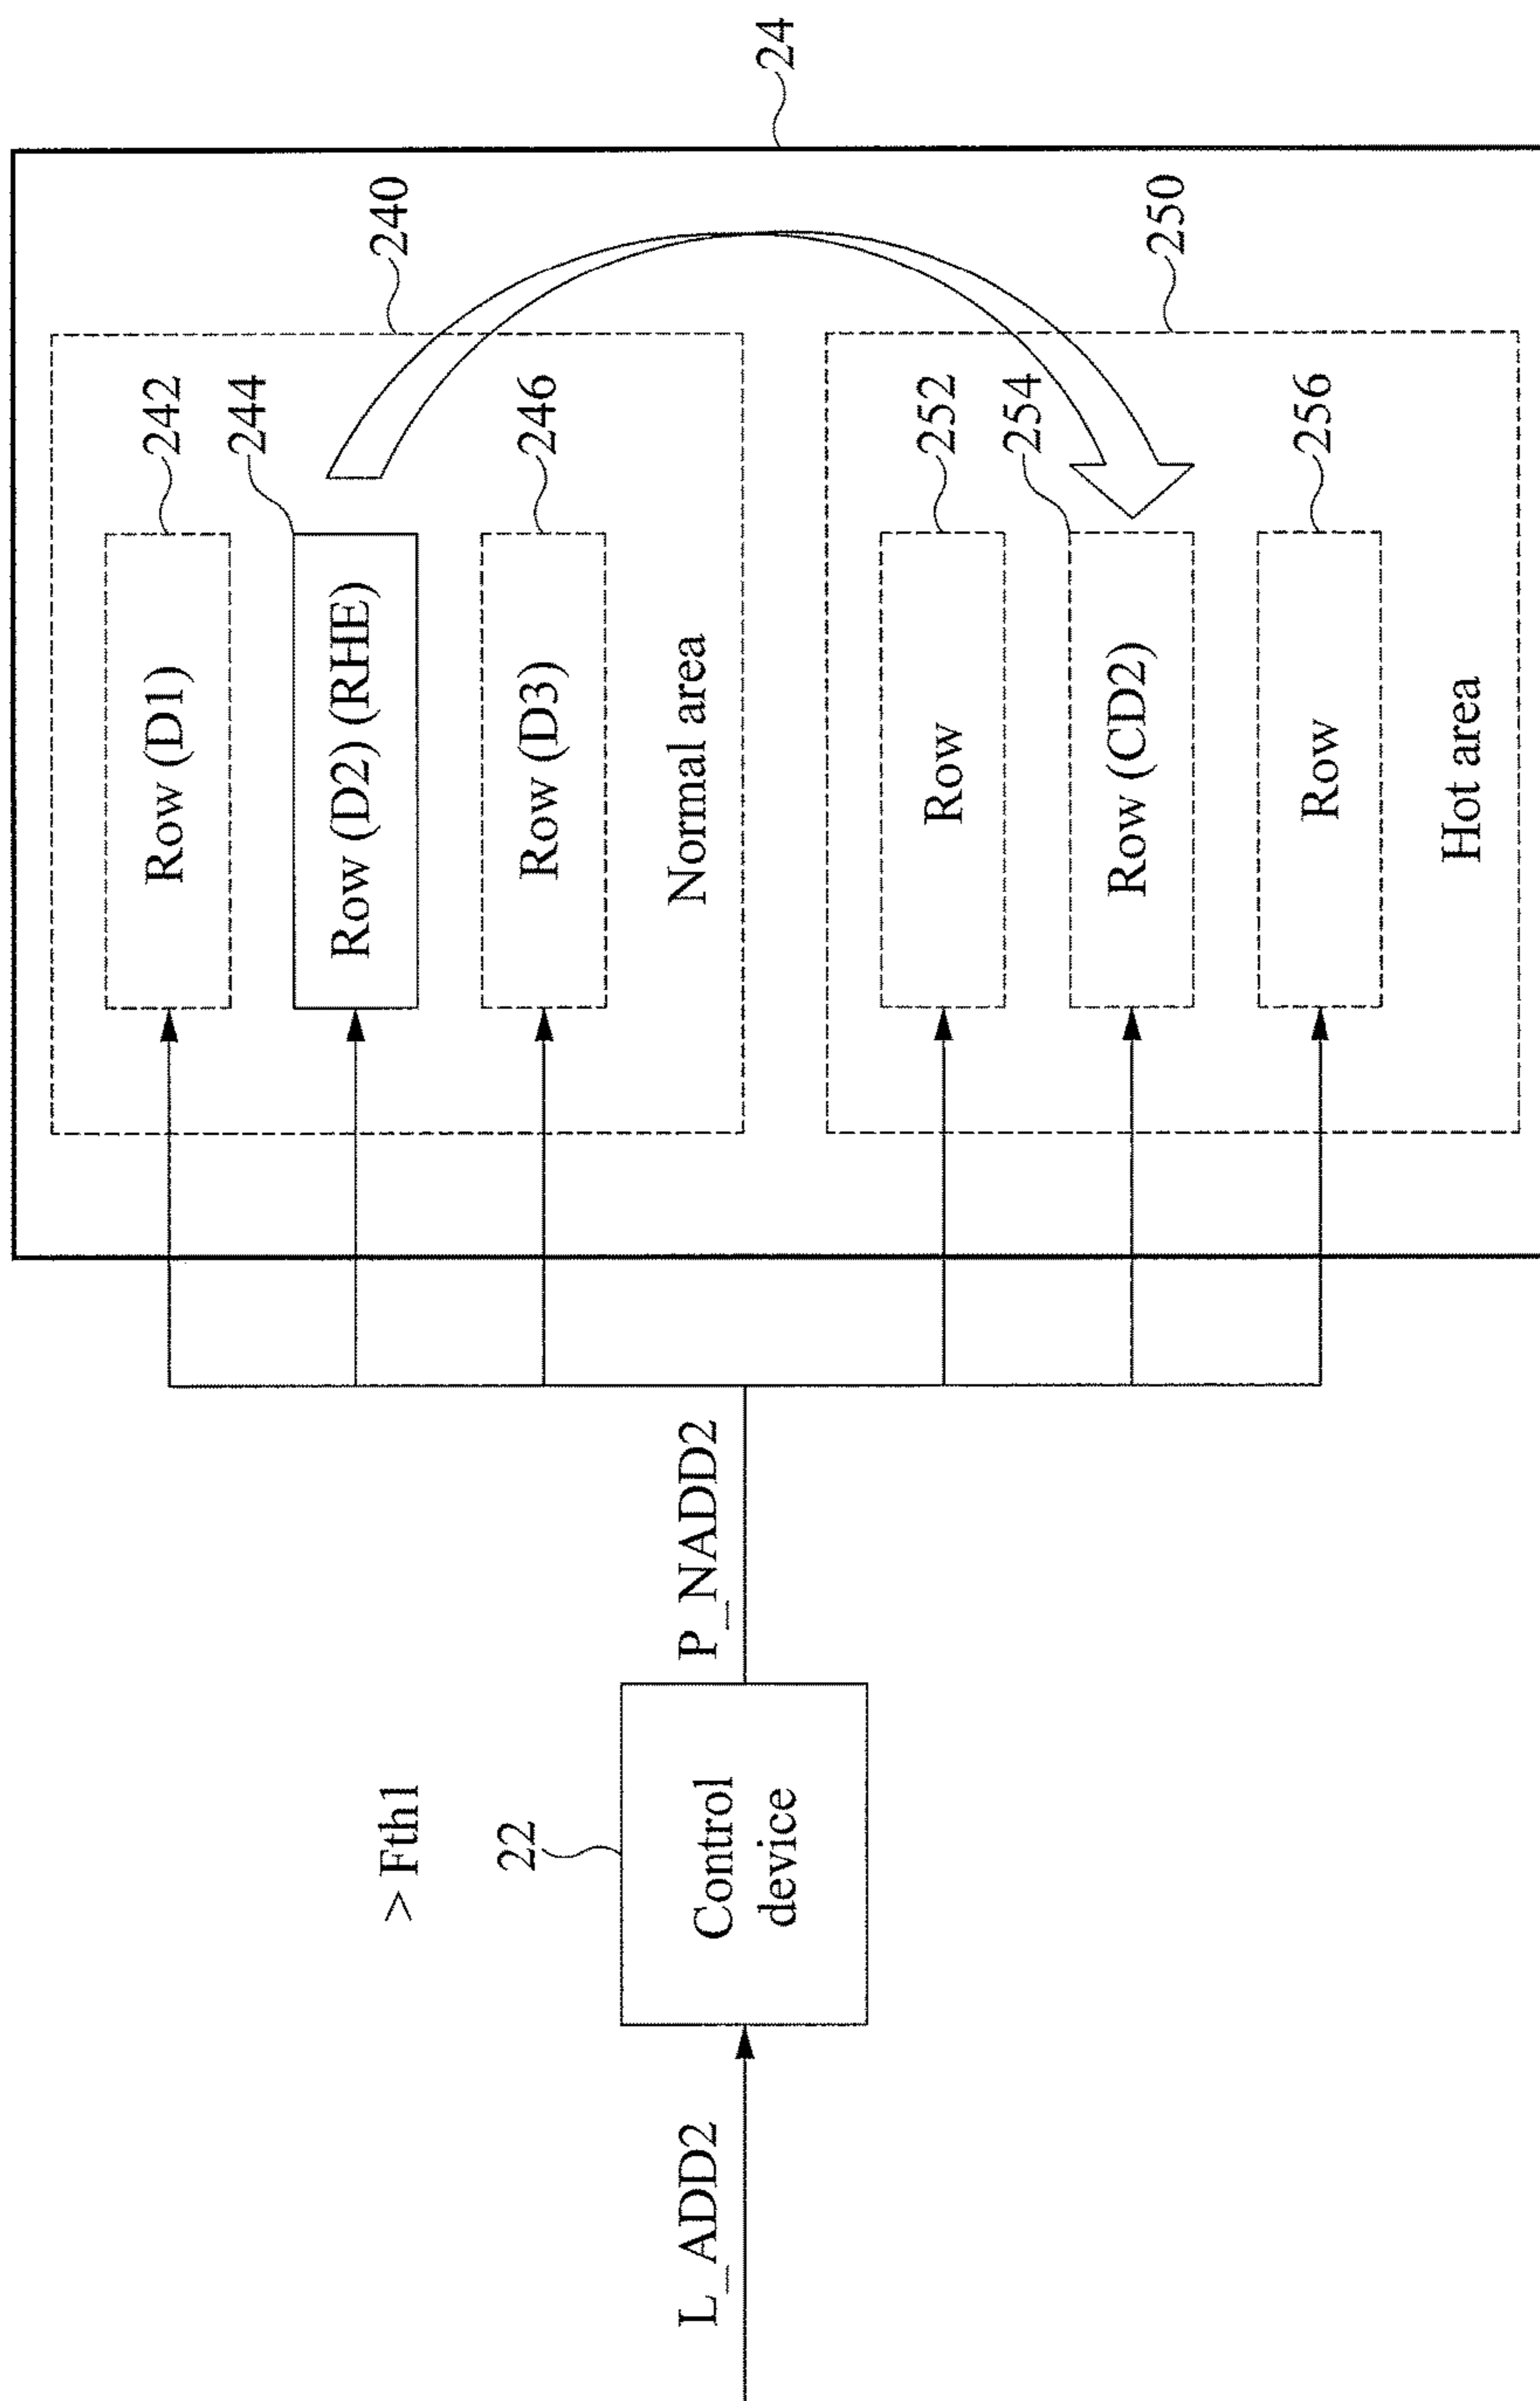 24
240
242
Row (D1)
244
Row (D2) (RHE)
246
Row (D3)
Normal area
250
252
Row
254
Row (CD2)
256
Row
Hot area
> Fth1
22
Control
device
L_ADD2
P_NADD2